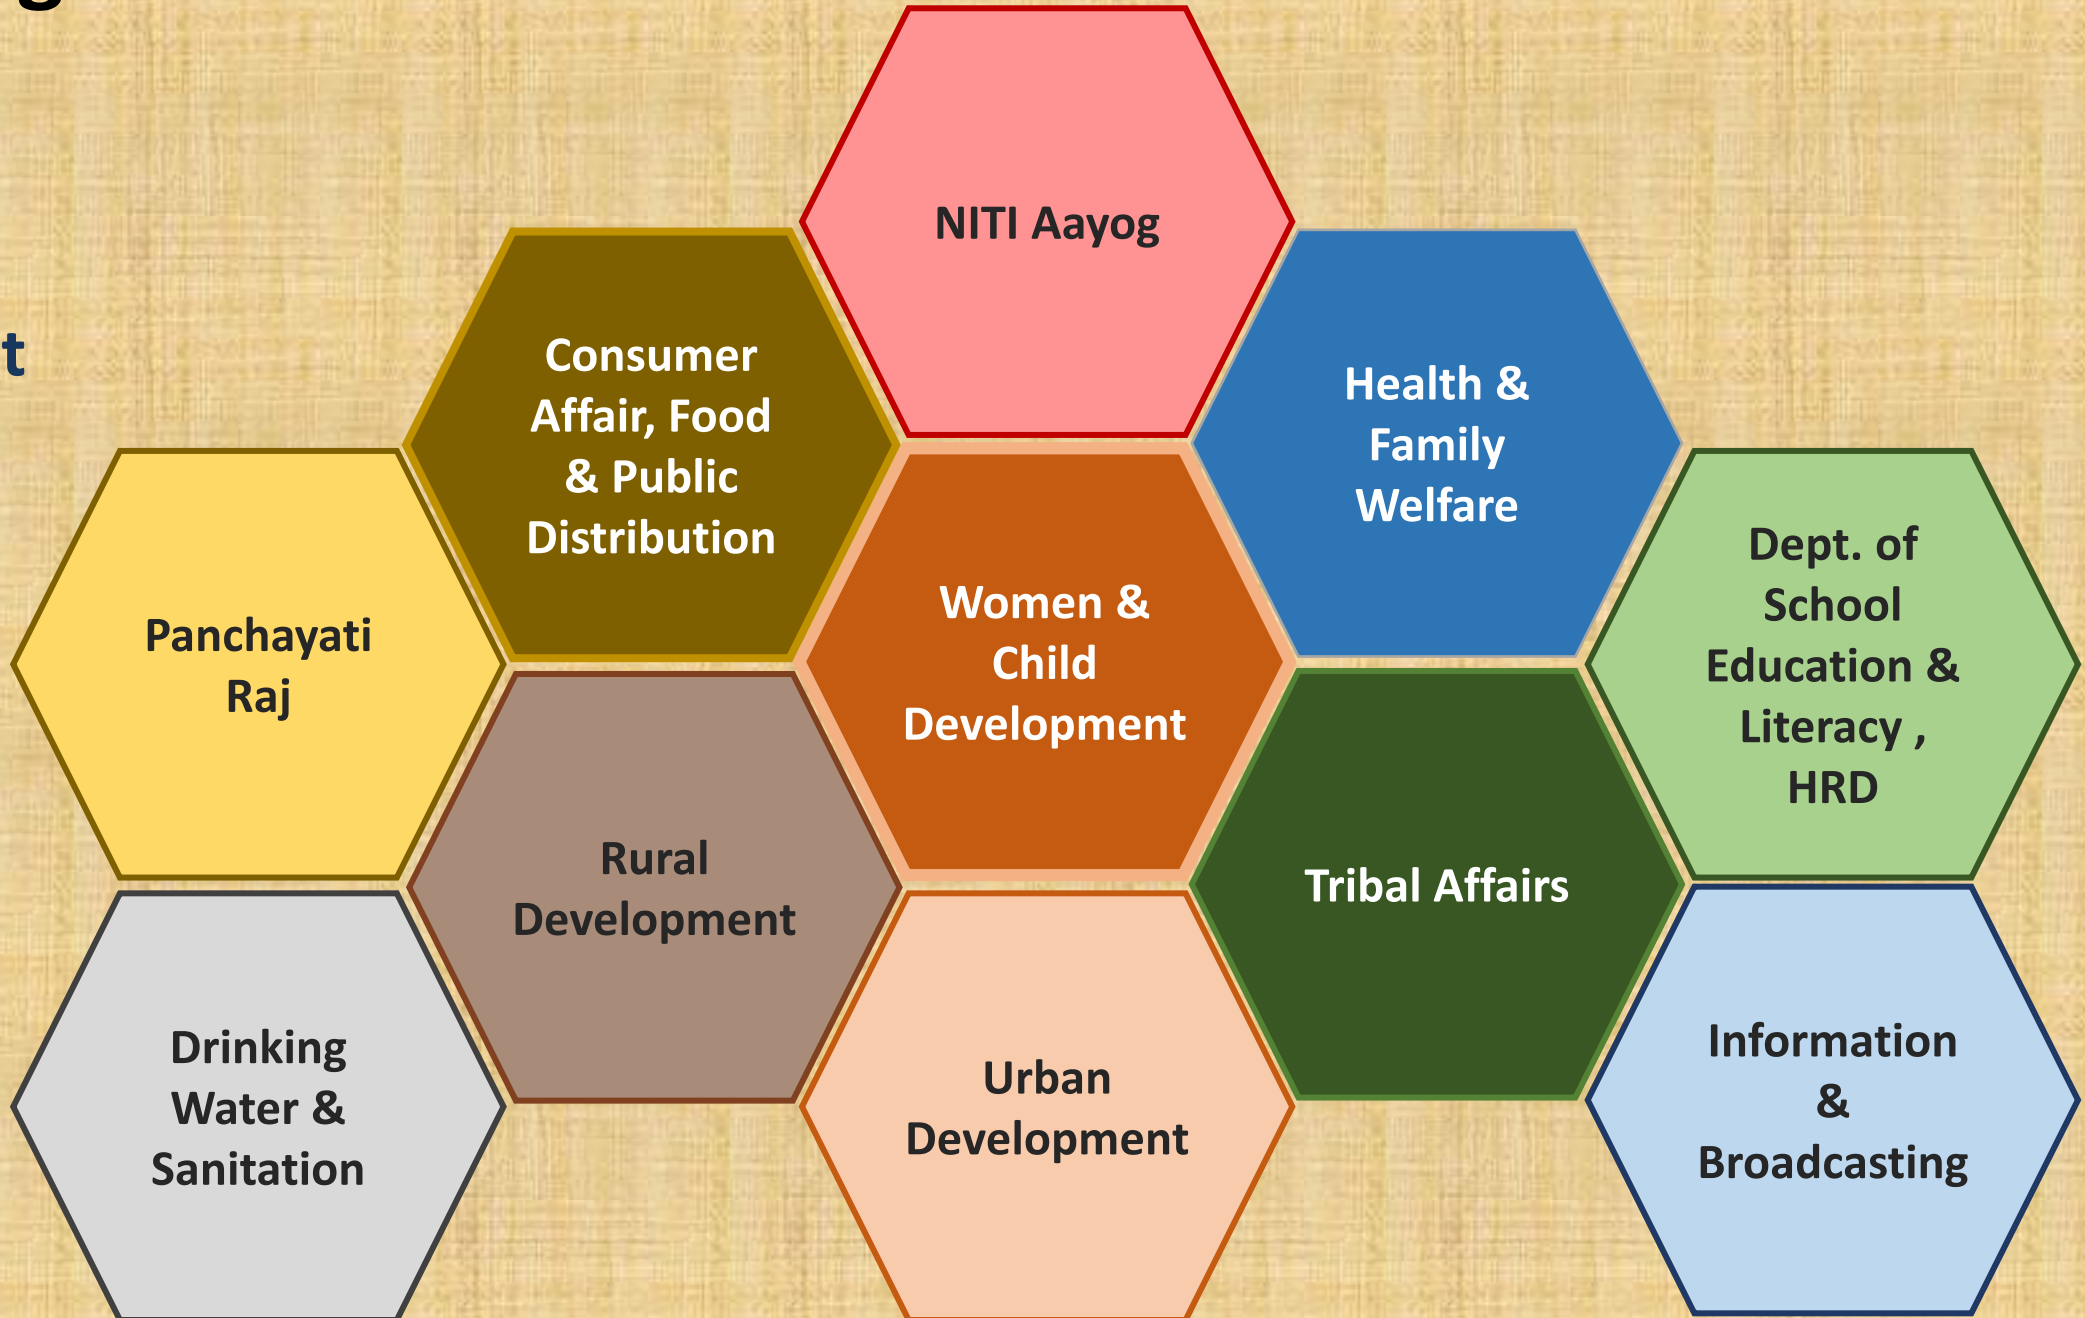 g
t
NITI Aayog
Consumer
Affair, Food
& Public
Distribution
Health &
Family
Welfare
Panchayati
Raj
Women &
Child
Development
Dept. of
School
Education &
Literacy ,
HRD
Rural
Development
Tribal Affairs
Drinking
Water &
Sanitation
Urban
Development
Information
&
Broadcasting